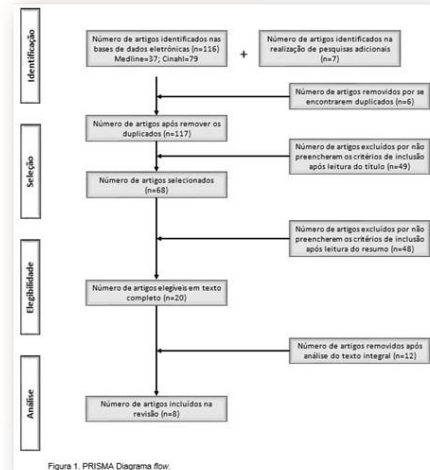 Identificação
Número de artigos identificados nas
bases de dados eletrónicas (n=116)
Medline=37; Cinahl=79
+
Número de artigos identificados na
realização de pesquisas adicionais
(n=7)
Número de artigos removidos por se
encontrarem duplicados (n=6)
Seleção
Número de artigos após remover os
duplicados (n=117)
Número de artigos excluídos por não
preencherem os critérios de inclusão
após leitura do título (n=49)
Número de artigos selecionados
(n=68)
Número de artigos excluídos por não
preencherem os critérios de inclusão
após leitura do resumo (n=48)
Elegibilidade
Número de artigos elegíveis em texto
completo (n=20)
Número de artigos removidos após
análise do texto integral (n=12)
Análise
Número de artigos incluídos na
revisão (n=8)
Figura 1. PRISMA Diagrama flow.